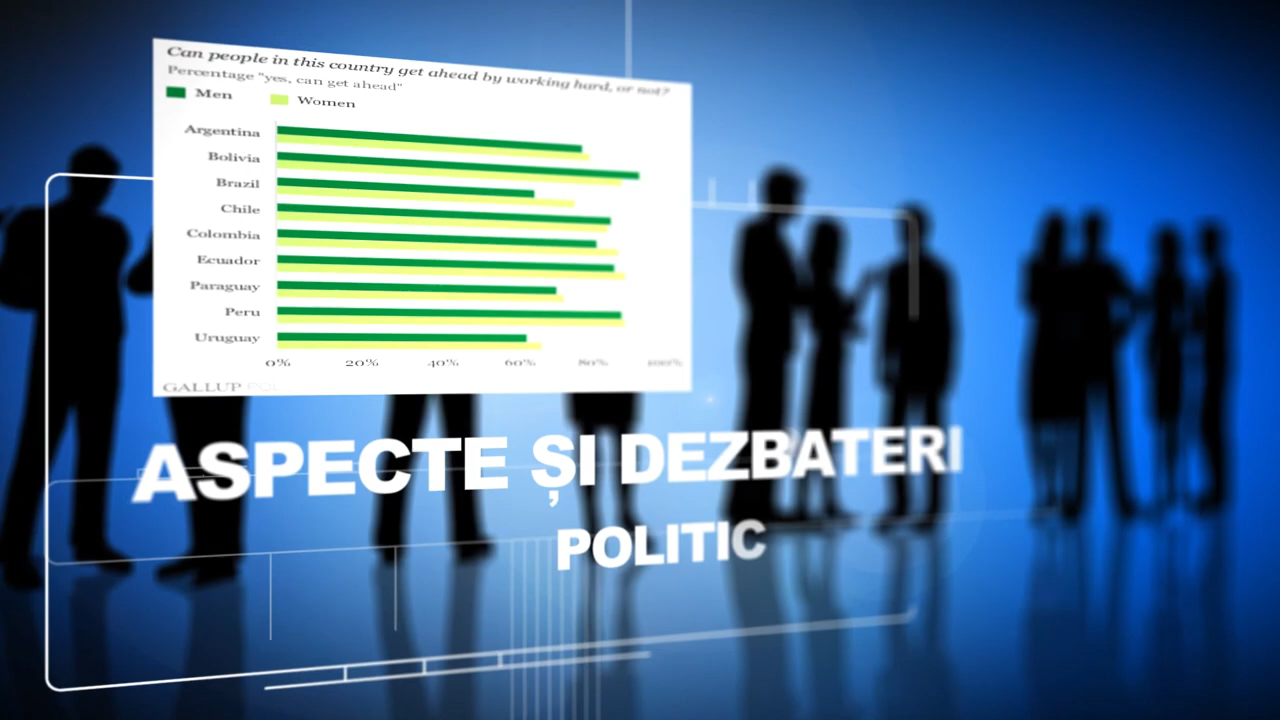 Can people in this country get ahead by working hard, or not?
Percentage "yes, can get ahead"
Men Women
Argentina
Bolivia
Brazil
Chile
Colombia
Ecuador
Paraguay
Peru
Uruguay
0% 20% 40% 60% 80% 100%
GALLUP
ASPECTE ȘI DEZBATERI
POLITIC